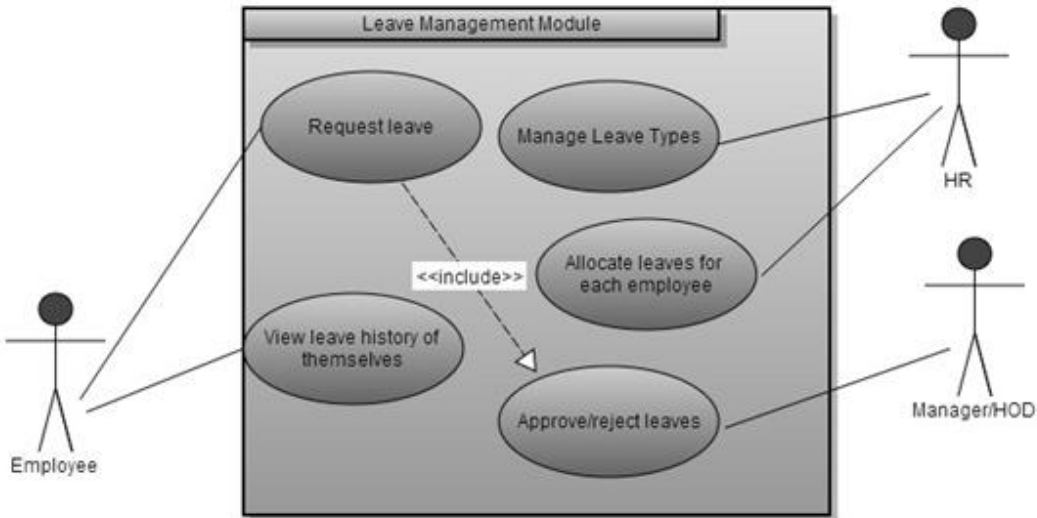 Leave Management Module
Request leave
Manage Leave Types
HR
<<include>>
Allocate leaves for
each employee
View leave history of
themselves
Approve/reject leaves
Manager/HOD
Employee